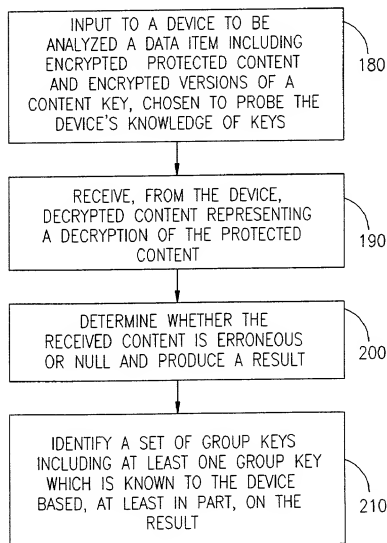 INPUT TO A DEVICE TO BE
ANALYZED A DATA ITEM INCLUDING
ENCRYPTED PROTECTED CONTENT
AND ENCRYPTED VERSIONS OF A
CONTENT KEY, CHOSEN TO PROBE THE
DEVICE'S KNOWLEDGE OF KEYS
180
RECEIVE, FROM THE DEVICE,
DECRYPTED CONTENT REPRESENTING
A DECRYPTION OF THE PROTECTED
CONTENT
190
DETERMINE WHETHER THE
RECEIVED CONTENT IS ERRONEOUS
OR NULL AND PRODUCE A RESULT
200
IDENTIFY A SET OF GROUP KEYS
INCLUDING AT LEAST ONE GROUP KEY
WHICH IS KNOWN TO THE DEVICE
BASED, AT LEAST IN PART, ON THE
RESULT
210